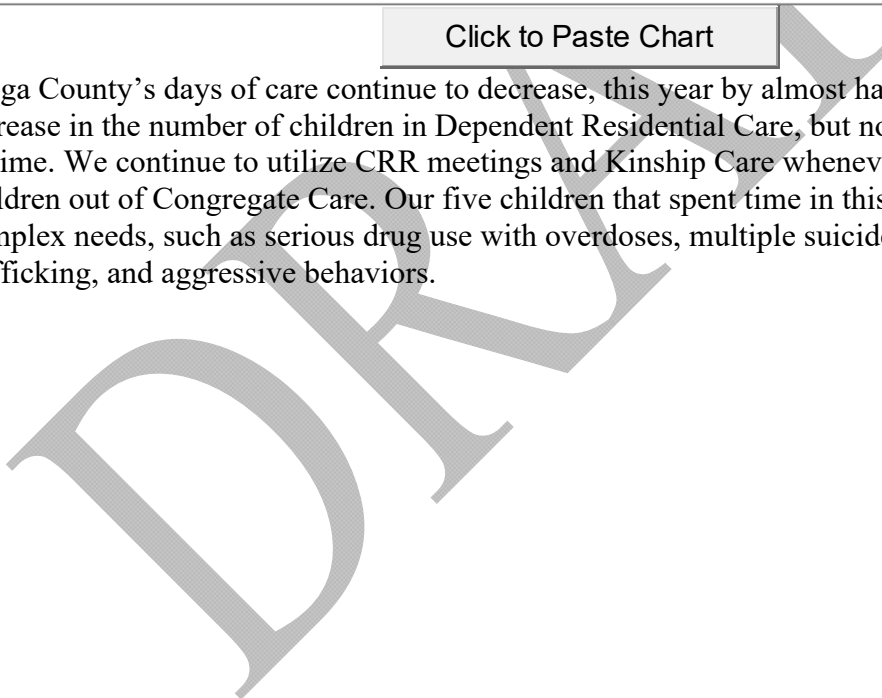 Click to Paste Chart
ga County’s days of care continue to decrease, this year by almost ha
rease in the number of children in Dependent Residential Care, but no
ime. We continue to utilize CRR meetings and Kinship Care whenev
ldren out of Congregate Care. Our five children that spent time in this
mplex needs, such as serious drug use with overdoses, multiple suicid
fficking, and aggressive behaviors.
DRA